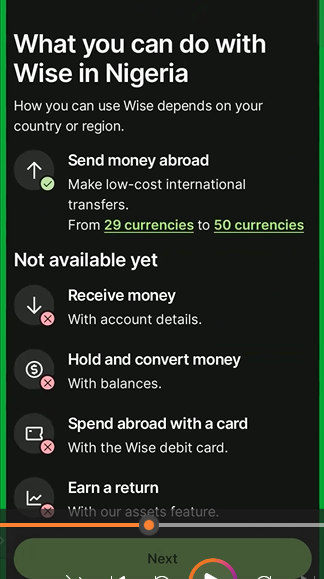 What you can do with
Wise in Nigeria
How you can use Wise depends on your
country or region.
Send money abroad
Make low-cost international
transfers.
From 29 currencies to 50 currencies
Not available yet
Receive money
With account details.
Hold and convert money
With balances.
Spend abroad with a card
With the Wise debit card.
Earn a return
With our assets feature.
Next